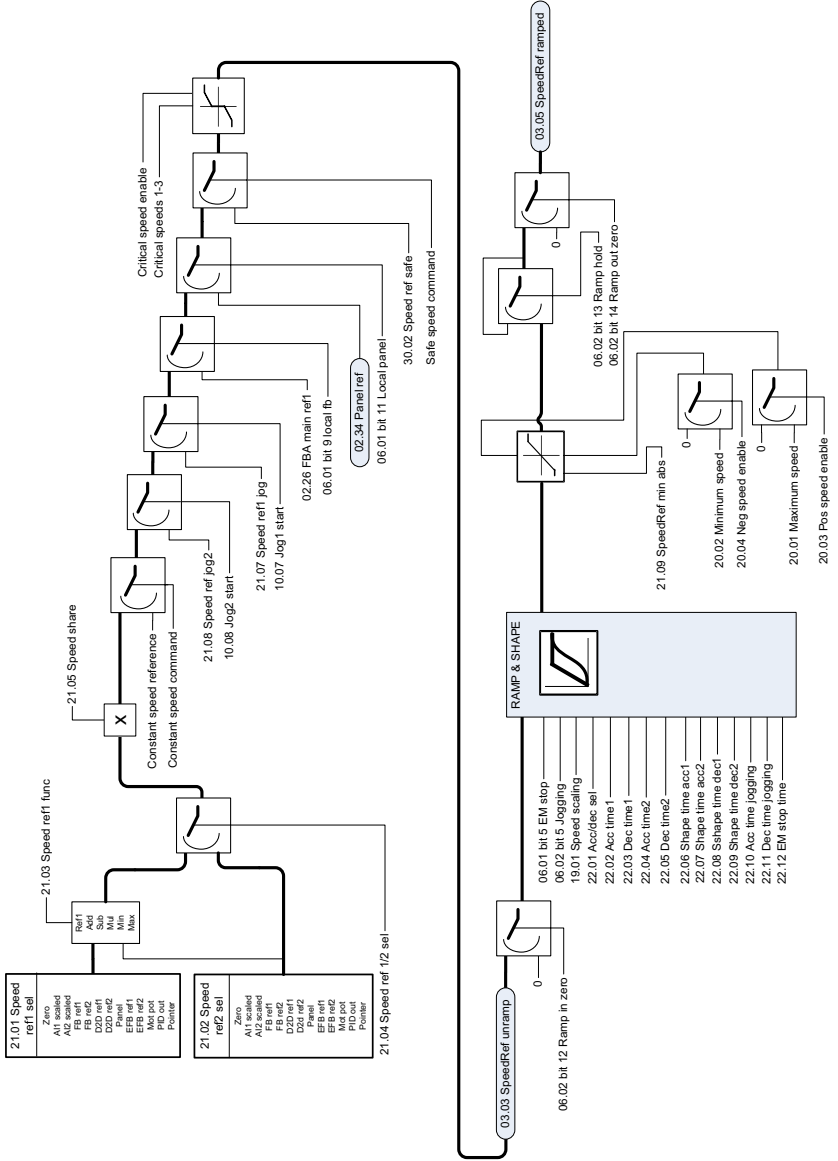 21.01 Speed
ref1 sel
Zero
AI1 scaled
AI2 scaled
FB ref1
FB ref2
D2D ref1
D2D ref2
Panel
EFB ref1
EFB ref2
Mot pot
PID out
Pointer
21.02 Speed
ref2 sel
Zero
AI1 scaled
AI2 scaled
FB ref1
FB ref2
D2D ref1
D2d ref2
Panel
EFB ref1
EFB ref2
Mot pot
PID out
Pointer
21.03 Speed ref1 func
Ref1
Add
Sub
Mul
Min
Max
21.04 Speed ref 1/2 sel
21.05 Speed share
X
Constant speed reference
Constant speed command
21.08 Speed ref jog2
10.08 Jog2 start
21.07 Speed ref1 jog
10.07 Jog1 start
02.26 FBA main ref1
06.01 bit 9 local fb
02.34 Panel ref
06.01 bit 11 Local panel
30.02 Speed ref safe
Safe speed command
Critical speed enable
Critical speeds 1-3
03.03 SpeedRef unramp
0
06.02 bit 12 Ramp in zero
RAMP & SHAPE
06.01 bit 5 EM stop
06.02 bit 5 Jogging
19.01 Speed scaling
22.01 Acc/dec sel
22.02 Acc time1
22.03 Dec time1
22.04 Acc time2
22.05 Dec time2
22.06 Shape time acc1
22.07 Shape time acc2
22.08 Sshape time dec1
22.09 Shape time dec2
22.10 Acc time jogging
22.11 Dec time jogging
22.12 EM stop time
21.09 SpeedRef min abs
0
20.02 Minimum speed
20.04 Neg speed enable
0
20.01 Maximum speed
20.03 Pos speed enable
0
06.02 bit 13 Ramp hold
06.02 bit 14 Ramp out zero
03.05 SpeedRef ramped